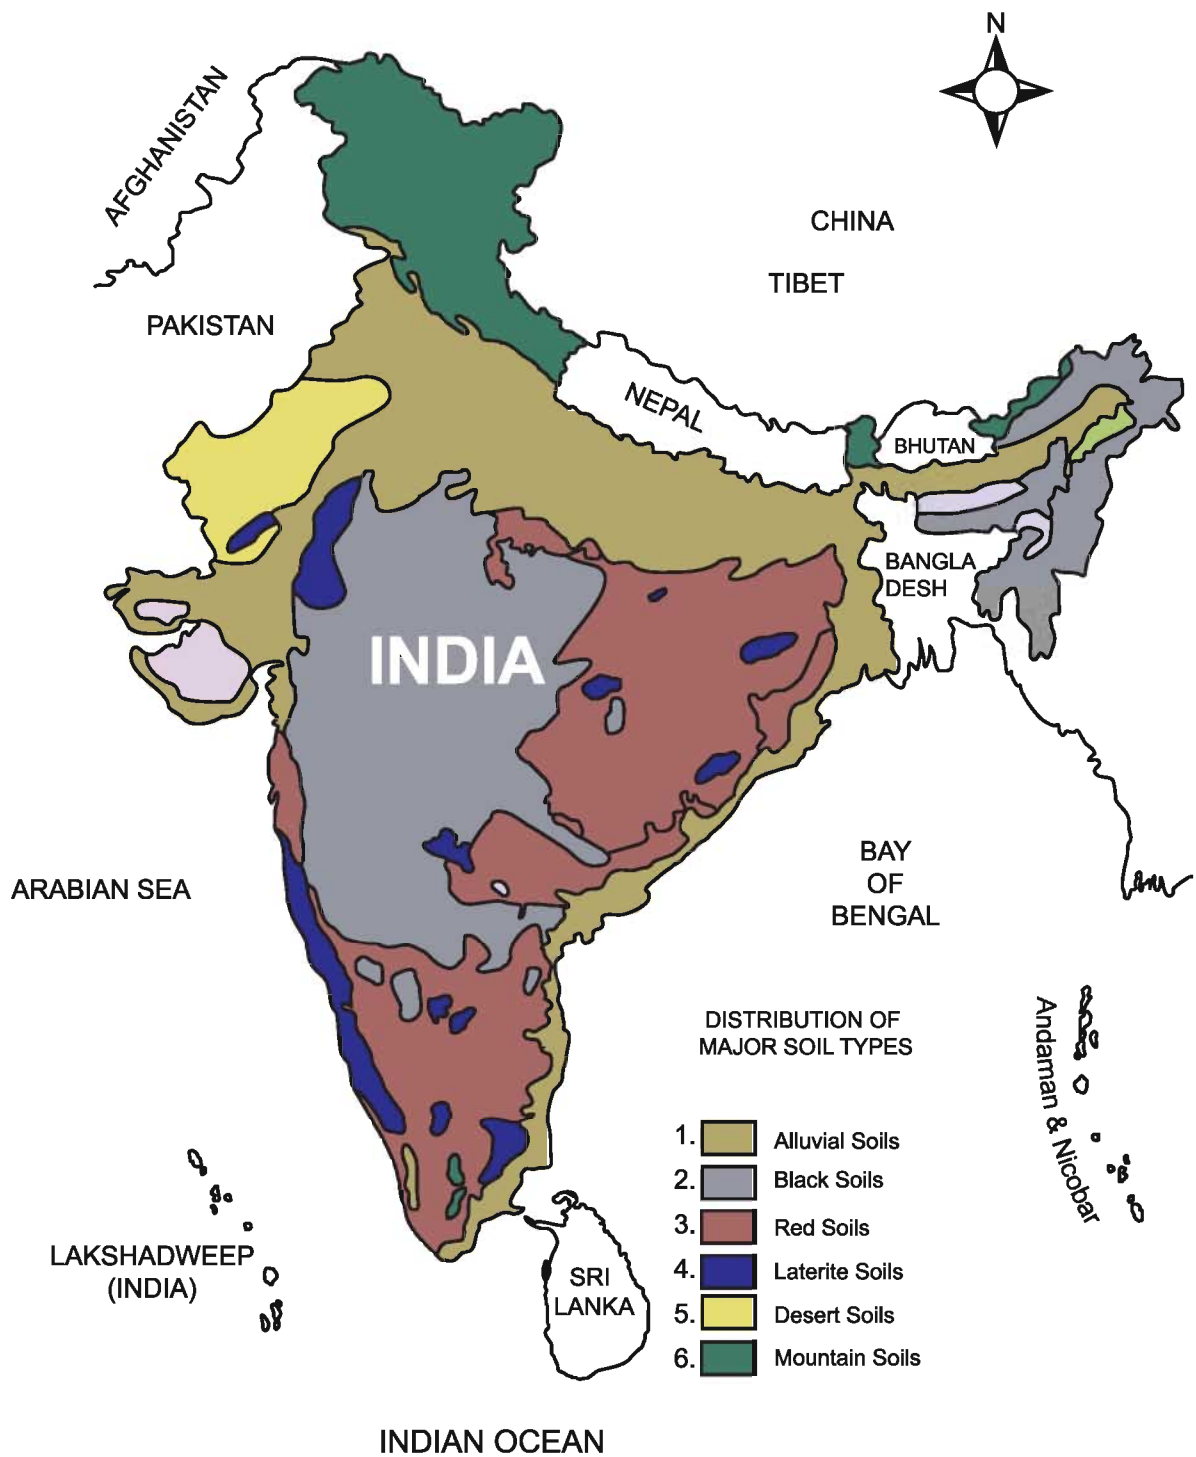 N
AFGHANISTAN
CHINA
TIBET
PAKISTAN
NEPAL
BHUTAN
BANGLA
DESH
INDIA
ARABIAN SEA
BAY
OF
BENGAL
DISTRIBUTION OF
MAJOR SOIL TYPES
Andaman & Nicobar
1. Alluvial Soils
2. Black Soils
3. Red Soils
4. Laterite Soils
5. Desert Soils
6. Mountain Soils
LAKSHADWEEP
(INDIA)
SRI
LANKA
INDIAN OCEAN